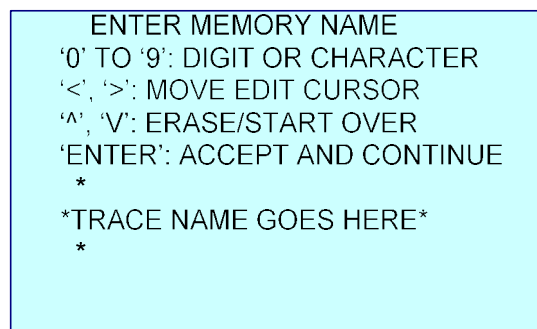 ENTER MEMORY NAME
‘0’ TO ‘9’: DIGIT OR CHARACTER
‘<’, ‘>’: MOVE EDIT CURSOR
‘^’, ‘V’: ERASE/START OVER
‘ENTER’: ACCEPT AND CONTINUE
*
*TRACE NAME GOES HERE*
*